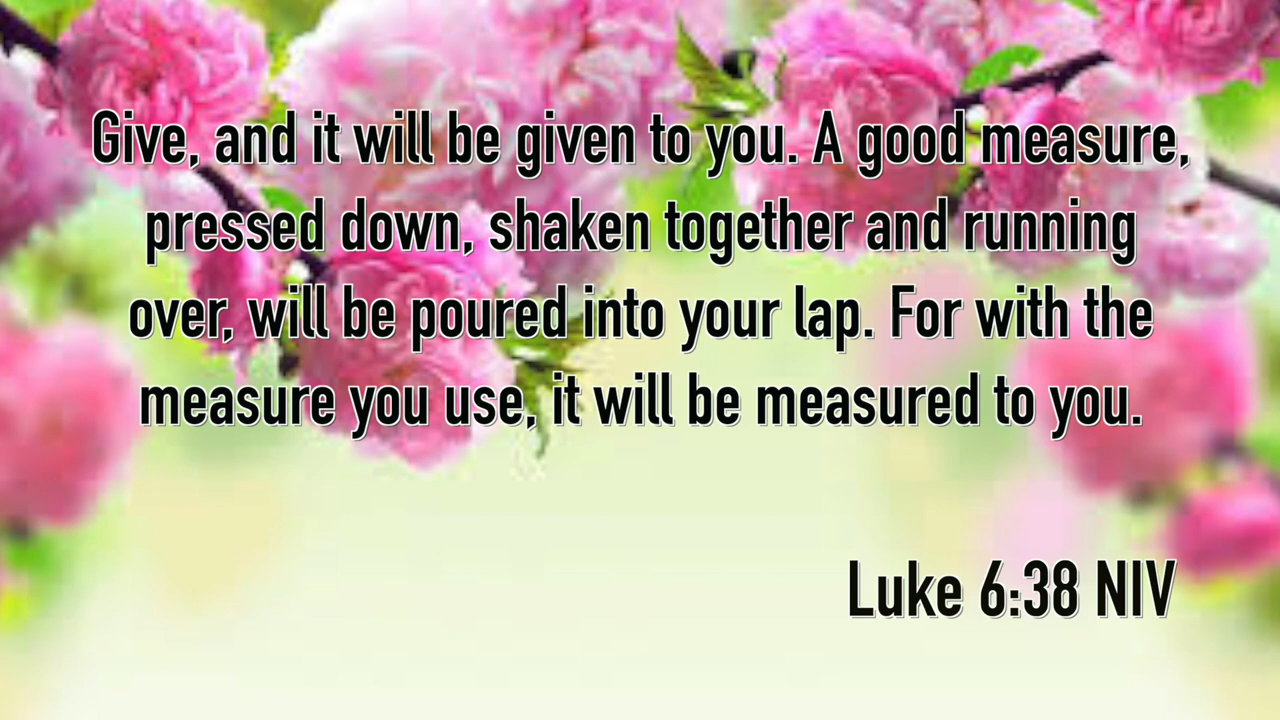 Give, and it will be given to you. A good measure,
pressed down, shaken together and running
over, will be poured into your lap. For with the
measure you use, it will be measured to you.
Luke 6:38 NIV